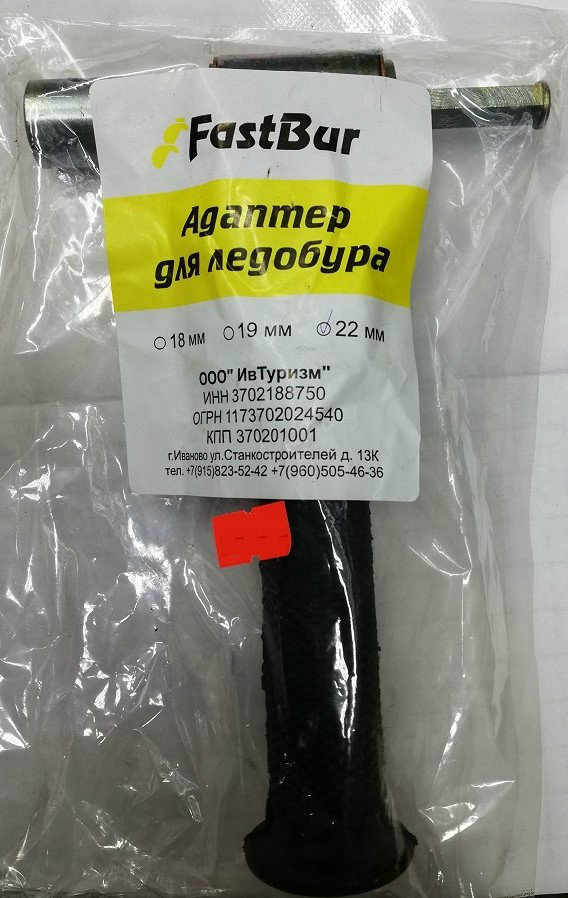 FastBur
Адаптер
для ледобура
18 мм 19 мм 22 мм
ООО" ИвТуризм"
ИНН 3702188750
ОГРН 1173702024540
КПП 370201001
г.Иваново ул.Станкостроителей д. 13К
тел. +7(915)823-52-42 +7(960)505-46-36